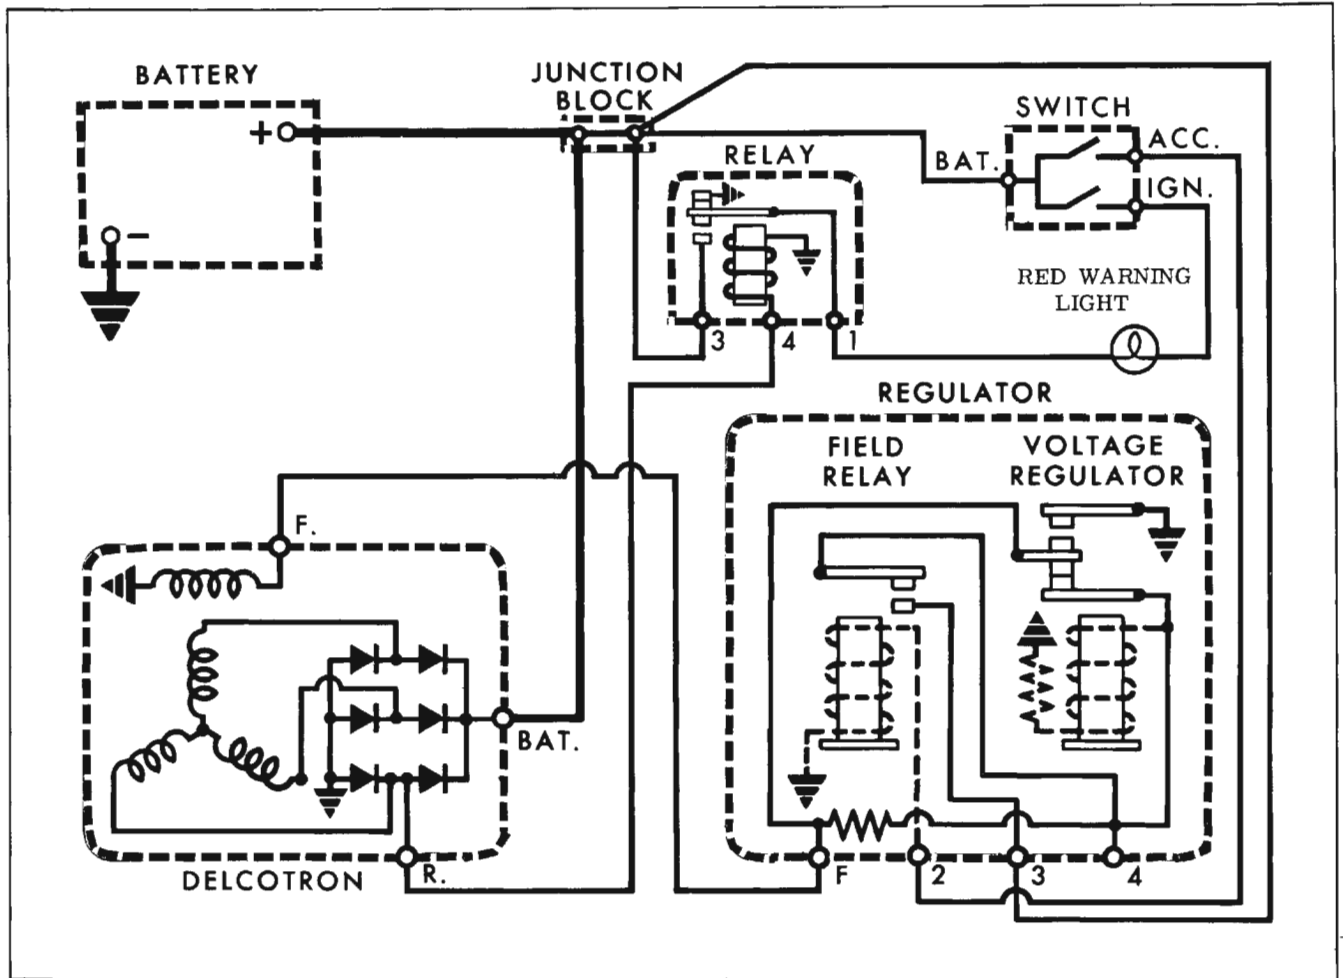 BATTERY
+
−
JUNCTION
BLOCK
RELAY
3
4
1
SWITCH
BAT.
ACC.
IGN.
RED WARNING
LIGHT
REGULATOR
FIELD
RELAY
VOLTAGE
REGULATOR
F.
BAT.
R.
DELCOTRON
F
2
3
4